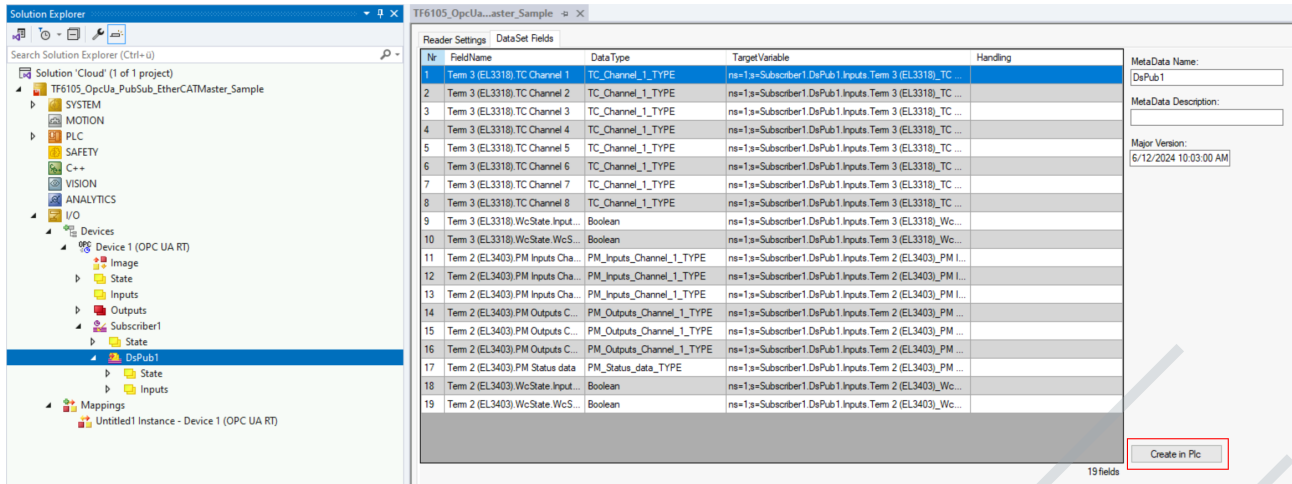 Solution Explorer
Search Solution Explorer (Ctrl+ü)
Solution 'Cloud' (1 of 1 project)
TF6105_OpcUa_PubSub_EtherCATMaster_Sample
SYSTEM
MOTION
PLC
SAFETY
C++
VISION
ANALYTICS
I/O
Devices
OPC UA RT Device 1 (OPC UA RT)
Image
State
Inputs
Outputs
Subscriber1
State
DsPub1
State
Inputs
Mappings
Untitled1 Instance - Device 1 (OPC UA RT)
TF6105_OpcUa...aster_Sample
Reader Settings DataSet Fields
Nr FieldName DataType TargetVariable Handling
1 Term 3 (EL3318).TC Channel 1 TC_Channel_1_TYPE ns=1;s=Subscriber1.DsPub1.Inputs.Term 3 (EL3318)_TC ...
2 Term 3 (EL3318).TC Channel 2 TC_Channel_1_TYPE ns=1;s=Subscriber1.DsPub1.Inputs.Term 3 (EL3318)_TC ...
3 Term 3 (EL3318).TC Channel 3 TC_Channel_1_TYPE ns=1;s=Subscriber1.DsPub1.Inputs.Term 3 (EL3318)_TC ...
4 Term 3 (EL3318).TC Channel 4 TC_Channel_1_TYPE ns=1;s=Subscriber1.DsPub1.Inputs.Term 3 (EL3318)_TC ...
5 Term 3 (EL3318).TC Channel 5 TC_Channel_1_TYPE ns=1;s=Subscriber1.DsPub1.Inputs.Term 3 (EL3318)_TC ...
6 Term 3 (EL3318).TC Channel 6 TC_Channel_1_TYPE ns=1;s=Subscriber1.DsPub1.Inputs.Term 3 (EL3318)_TC ...
7 Term 3 (EL3318).TC Channel 7 TC_Channel_1_TYPE ns=1;s=Subscriber1.DsPub1.Inputs.Term 3 (EL3318)_TC ...
8 Term 3 (EL3318).TC Channel 8 TC_Channel_1_TYPE ns=1;s=Subscriber1.DsPub1.Inputs.Term 3 (EL3318)_TC ...
9 Term 3 (EL3318).WcState.Input... Boolean ns=1;s=Subscriber1.DsPub1.Inputs.Term 3 (EL3318)_Wc...
10 Term 3 (EL3318).WcState.WcS... Boolean ns=1;s=Subscriber1.DsPub1.Inputs.Term 3 (EL3318)_Wc...
11 Term 2 (EL3403).PM Inputs Cha... PM_Inputs_Channel_1_TYPE ns=1;s=Subscriber1.DsPub1.Inputs.Term 2 (EL3403)_PM I...
12 Term 2 (EL3403).PM Inputs Cha... PM_Inputs_Channel_1_TYPE ns=1;s=Subscriber1.DsPub1.Inputs.Term 2 (EL3403)_PM I...
13 Term 2 (EL3403).PM Inputs Cha... PM_Inputs_Channel_1_TYPE ns=1;s=Subscriber1.DsPub1.Inputs.Term 2 (EL3403)_PM I...
14 Term 2 (EL3403).PM Outputs C... PM_Outputs_Channel_1_TYPE ns=1;s=Subscriber1.DsPub1.Inputs.Term 2 (EL3403)_PM ...
15 Term 2 (EL3403).PM Outputs C... PM_Outputs_Channel_1_TYPE ns=1;s=Subscriber1.DsPub1.Inputs.Term 2 (EL3403)_PM ...
16 Term 2 (EL3403).PM Outputs C... PM_Outputs_Channel_1_TYPE ns=1;s=Subscriber1.DsPub1.Inputs.Term 2 (EL3403)_PM ...
17 Term 2 (EL3403).PM Status data PM_Status_data_TYPE ns=1;s=Subscriber1.DsPub1.Inputs.Term 2 (EL3403)_PM ...
18 Term 2 (EL3403).WcState.Input... Boolean ns=1;s=Subscriber1.DsPub1.Inputs.Term 2 (EL3403)_Wc...
19 Term 2 (EL3403).WcState.WcS... Boolean ns=1;s=Subscriber1.DsPub1.Inputs.Term 2 (EL3403)_Wc...
19 fields
MetaData Name:
DsPub1
MetaData Description:
Major Version:
6/12/2024 10:03:00 AM
Create in Plc